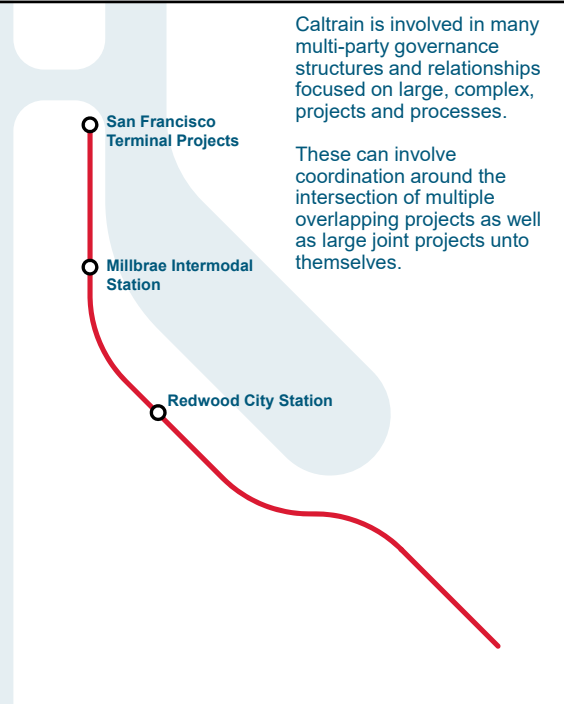 Caltrain is involved in many
multi-party governance
structures and relationships
focused on large, complex,
projects and processes.
These can involve
coordination around the
intersection of multiple
overlapping projects as well
as large joint projects unto
themselves.
San Francisco
Terminal Projects
Millbrae Intermodal
Station
Redwood City Station